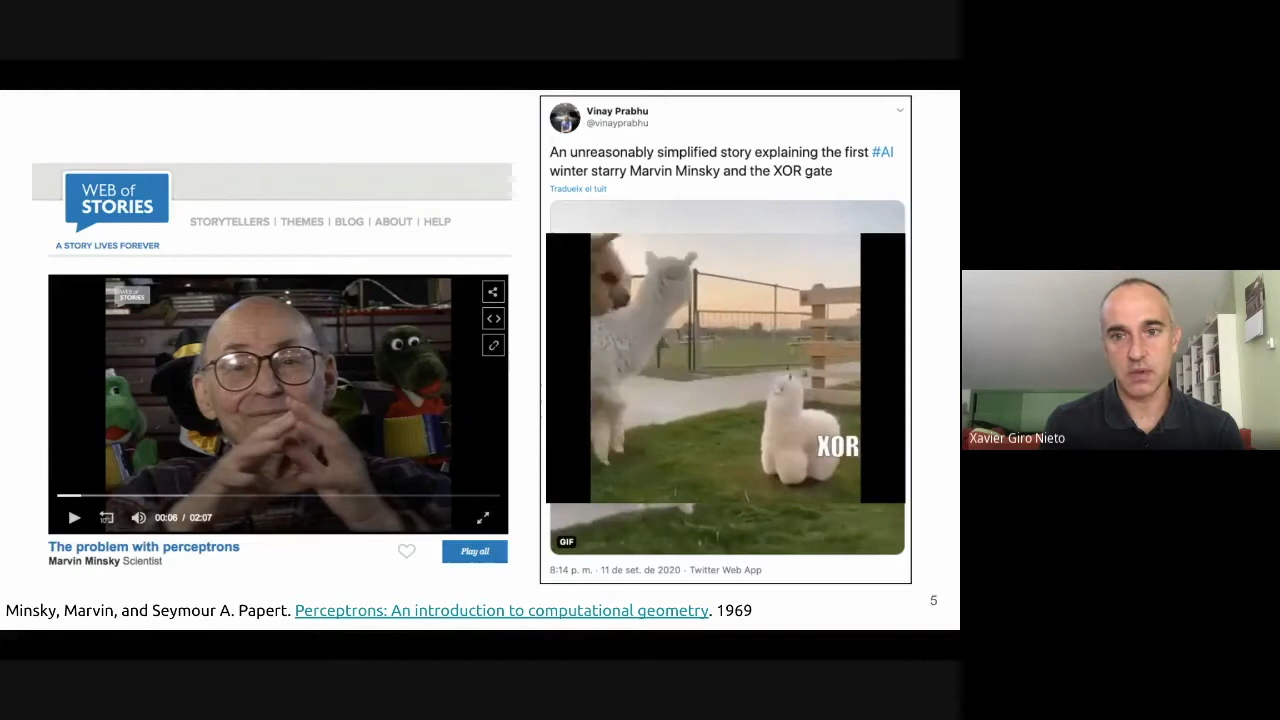 WEB of
STORIES
A STORY LIVES FOREVER
STORYTELLERS | THEMES | BLOG | ABOUT | HELP
WEB of
STORIES
00:06 / 02:07
The problem with perceptrons
Marvin Minsky Scientist
Play all
Vinay Prabhu
@vinayprabhu
An unreasonably simplified story explaining the first #AI
winter starry Marvin Minsky and the XOR gate
Tradueix el tuit
XOR
GIF
8:14 p. m. · 11 de set. de 2020 · Twitter Web App
Minsky, Marvin, and Seymour A. Papert. Perceptrons: An introduction to computational geometry. 1969
5
Xavier Giro Nieto